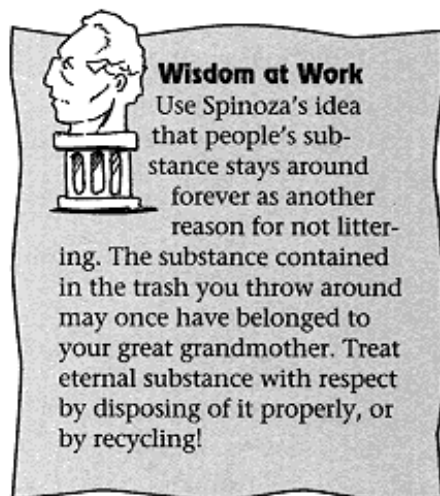 Wisdom at Work
Use Spinoza's idea
that people's sub-
stance stays around
forever as another
reason for not litter-
ing. The substance contained
in the trash you throw around
may once have belonged to
your great grandmother. Treat
eternal substance with respect
by disposing of it properly, or
by recycling!